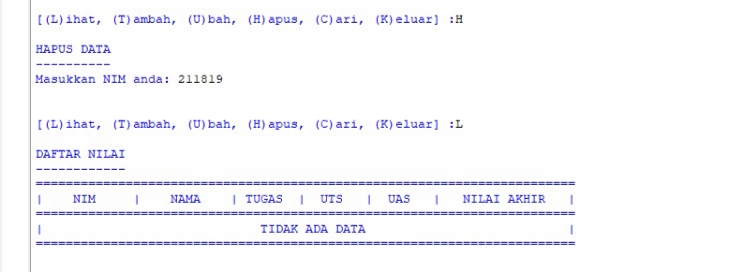 [(L)ihat, (T)ambah, (U)bah, (H)apus, (C)ari, (K)eluar] :H
HAPUS DATA
----------
Masukkan NIM anda: 211819
[(L)ihat, (T)ambah, (U)bah, (H)apus, (C)ari, (K)eluar] :L
DAFTAR NILAI
------------
========================================================================
| NIM | NAMA | TUGAS | UTS | UAS | NILAI AKHIR |
========================================================================
| TIDAK ADA DATA |
========================================================================